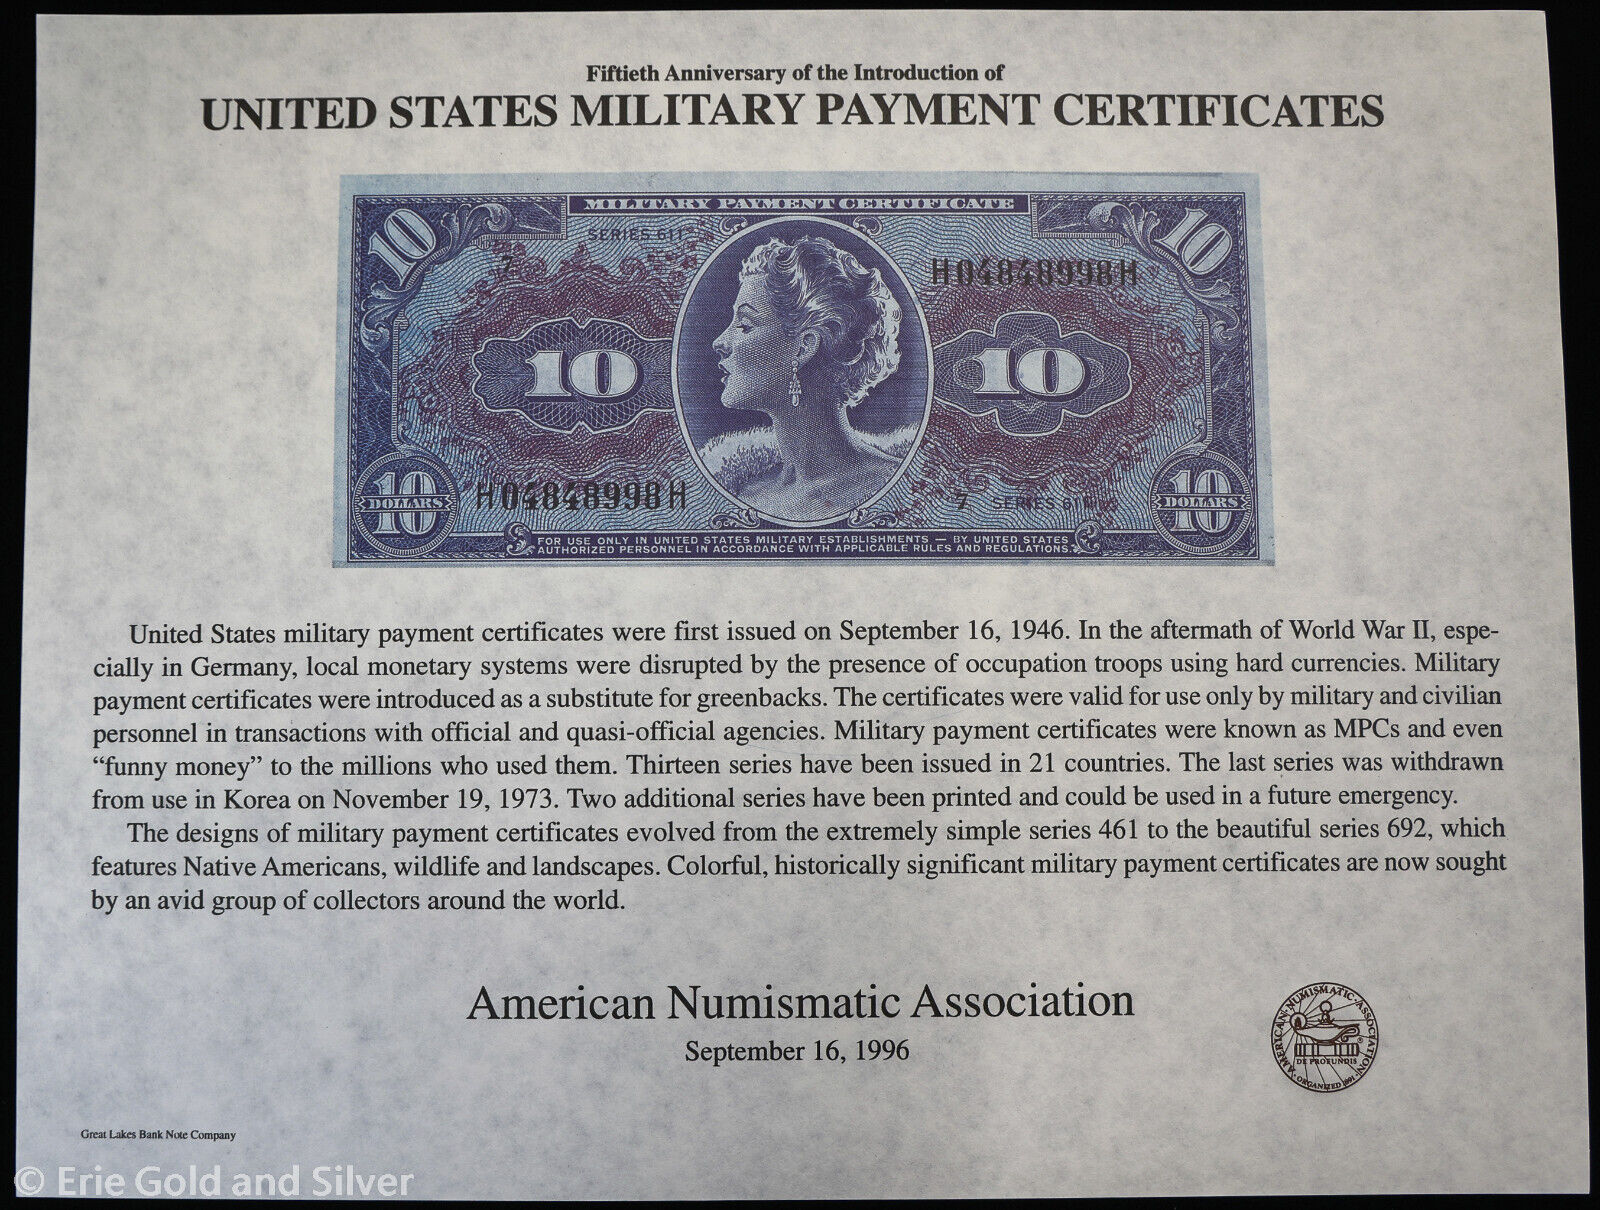 Fiftieth Anniversary of the Introduction of
UNITED STATES MILITARY PAYMENT CERTIFICATES
MILITARY PAYMENT CERTIFICATE
10
10
SERIES 611
7
H04848998H
10
10
H04848998H
7
SERIES 611
10
DOLLARS
10
DOLLARS
FOR USE ONLY IN UNITED STATES MILITARY ESTABLISHMENTS — BY UNITED STATES
AUTHORIZED PERSONNEL IN ACCORDANCE WITH APPLICABLE RULES AND REGULATIONS.
United States military payment certificates were first issued on September 16, 1946. In the aftermath of World War II, espe-
cially in Germany, local monetary systems were disrupted by the presence of occupation troops using hard currencies. Military
payment certificates were introduced as a substitute for greenbacks. The certificates were valid for use only by military and civilian
personnel in transactions with official and quasi-official agencies. Military payment certificates were known as MPCs and even
“funny money” to the millions who used them. Thirteen series have been issued in 21 countries. The last series was withdrawn
from use in Korea on November 19, 1973. Two additional series have been printed and could be used in a future emergency.
The designs of military payment certificates evolved from the extremely simple series 461 to the beautiful series 692, which
features Native Americans, wildlife and landscapes. Colorful, historically significant military payment certificates are now sought
by an avid group of collectors around the world.
American Numismatic Association
September 16, 1996
AMERICAN·NUMISMATIC·ASSOCIATION
DE PROFUNDIS
·ORGANIZED 1891·
Great Lakes Bank Note Company
© Erie Gold and Silver